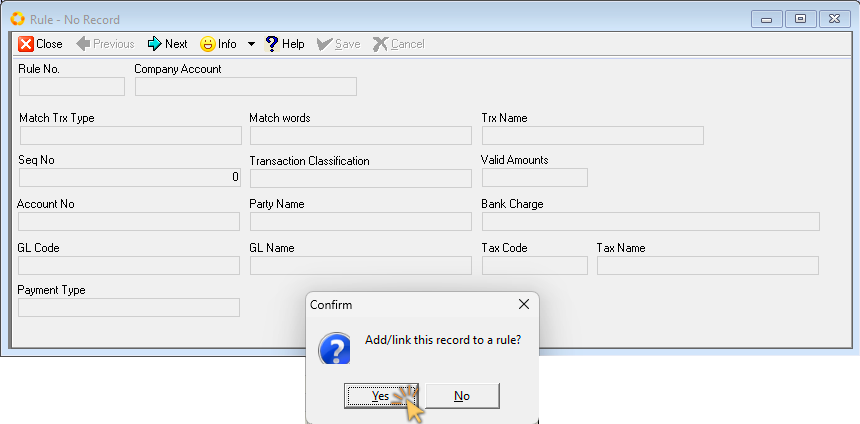 Rule - No Record
Close Previous Next Info Help Save Cancel
Rule No. Company Account
Match Trx Type Match words Trx Name
Seq No Transaction Classification Valid Amounts
0
Account No Party Name Bank Charge
GL Code GL Name Tax Code Tax Name
Payment Type
Confirm
Add/link this record to a rule?
Yes No